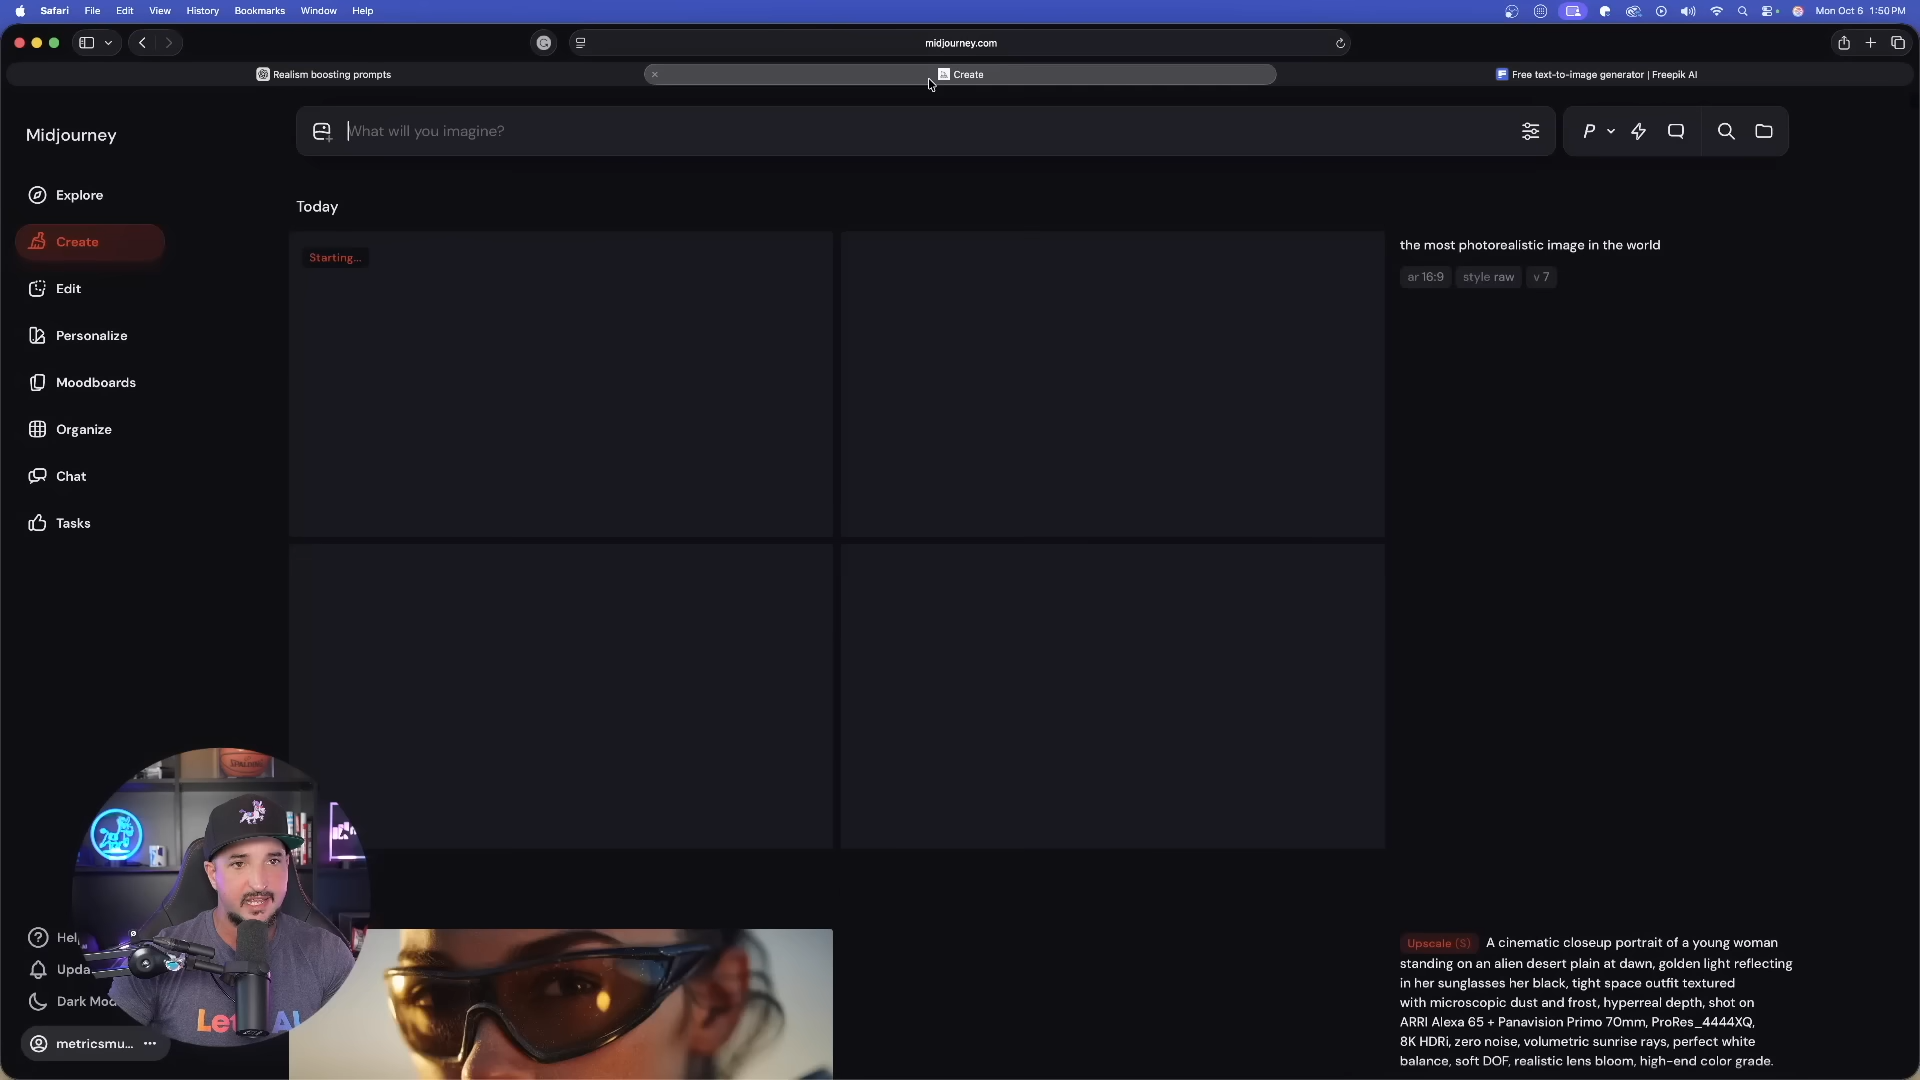 Safari File Edit View History Bookmarks Window Help
Mon Oct 6 1:50 PM
midjourney.com
Realism boosting prompts
Create
Free text-to-image generator | Freepik AI
Midjourney
What will you imagine?
P
Explore
Create
Edit
Personalize
Moodboards
Organize
Chat
Tasks
Today
Starting...
the most photorealistic image in the world
ar 16:9 style raw v 7
Upscale (S) A cinematic closeup portrait of a young woman
standing on an alien desert plain at dawn, golden light reflecting
in her sunglasses her black, tight space outfit textured
with microscopic dust and frost, hyperreal depth, shot on
ARRI Alexa 65 + Panavision Primo 70mm, ProRes_4444XQ,
8K HDRi, zero noise, volumetric sunrise rays, perfect white
balance, soft DOF, realistic lens bloom, high-end color grade.
SPALDING
Hel
Upda
Dark Mod
metricsmu... •••